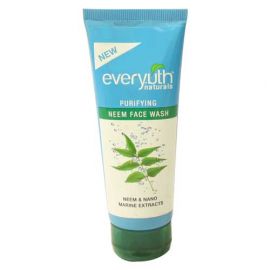 NEW
everyuth
naturals
PURIFYING
NEEM FACE WASH
NEEM & NANO
MARINE EXTRACTS